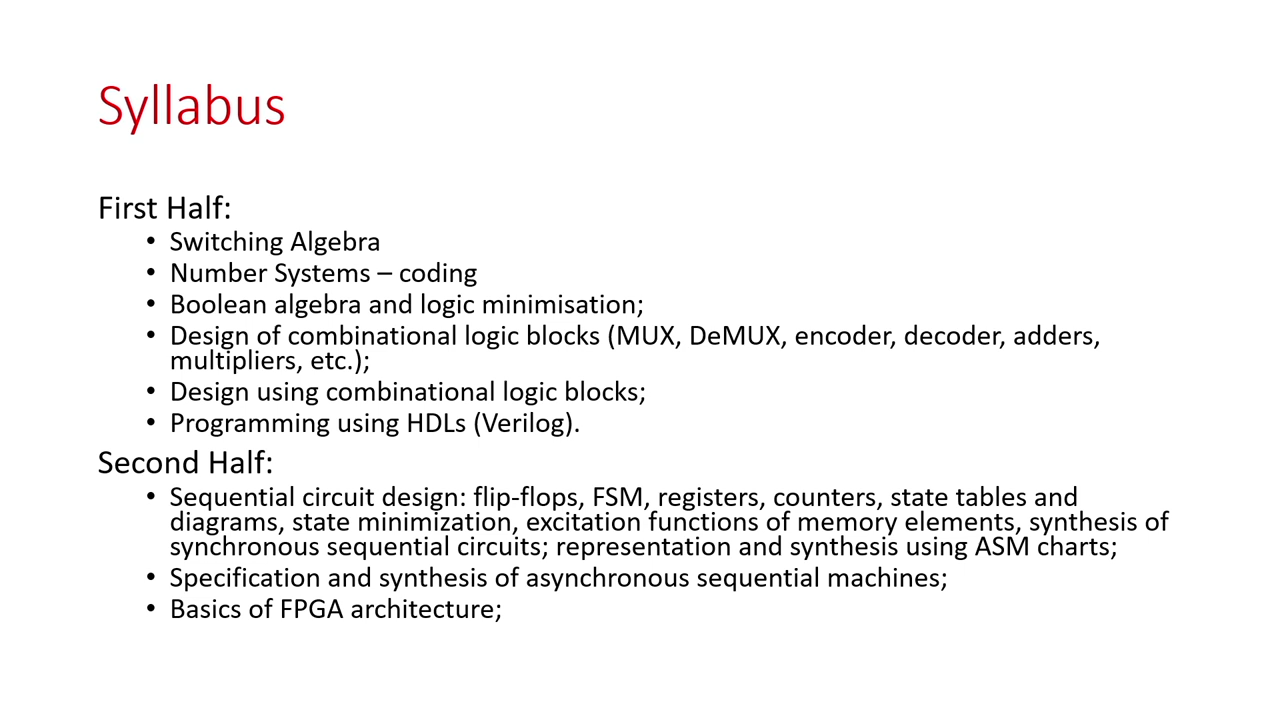 Syllabus
First Half:
• Switching Algebra
• Number Systems – coding
• Boolean algebra and logic minimisation;
• Design of combinational logic blocks (MUX, DeMUX, encoder, decoder, adders,
multipliers, etc.);
• Design using combinational logic blocks;
• Programming using HDLs (Verilog).
Second Half:
• Sequential circuit design: flip-flops, FSM, registers, counters, state tables and
diagrams, state minimization, excitation functions of memory elements, synthesis of
synchronous sequential circuits; representation and synthesis using ASM charts;
• Specification and synthesis of asynchronous sequential machines;
• Basics of FPGA architecture;